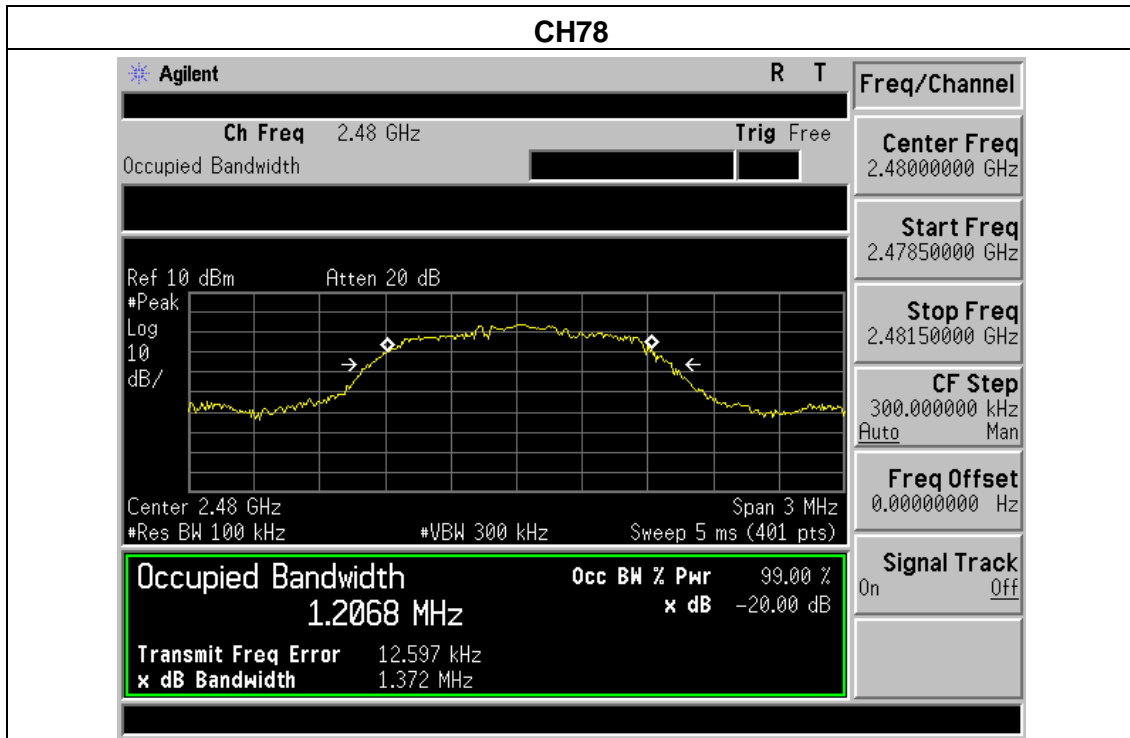 CH78
Agilent R T
Freq/Channel
Ch Freq 2.48 GHz Trig Free
Occupied Bandwidth
Center Freq
2.48000000 GHz
Start Freq
2.47850000 GHz
Stop Freq
2.48150000 GHz
CF Step
300.000000 kHz
Auto Man
Freq Offset
0.00000000 Hz
Signal Track
On Off
Ref 10 dBm Atten 20 dB
#Peak
Log
10
dB/
Center 2.48 GHz Span 3 MHz
#Res BW 100 kHz #VBW 300 kHz Sweep 5 ms (401 pts)
Occupied Bandwidth Occ BW % Pwr 99.00 %
1.2068 MHz x dB -20.00 dB
Transmit Freq Error 12.597 kHz
x dB Bandwidth 1.372 MHz